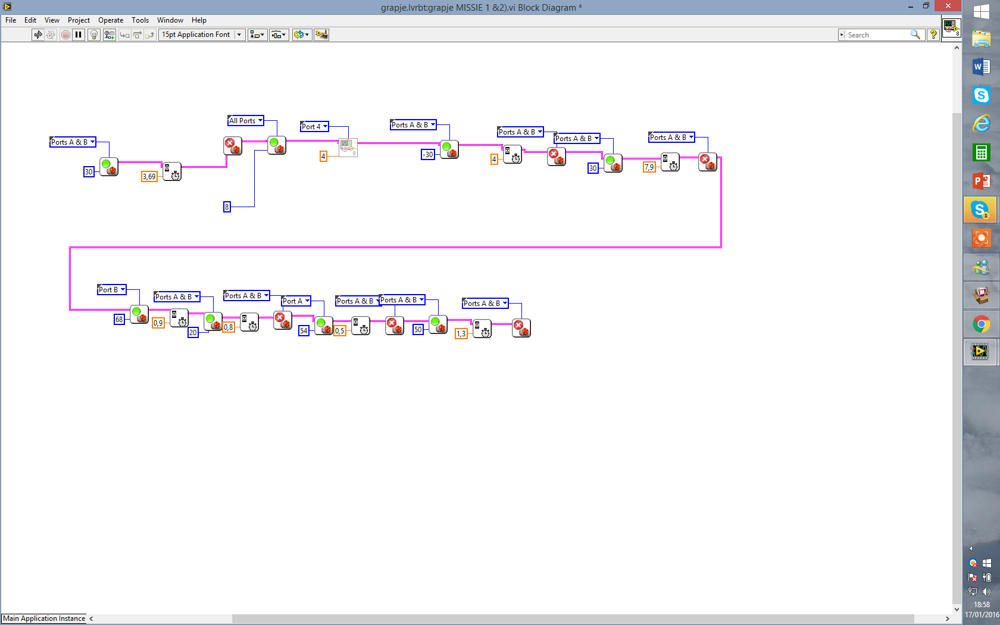 grapje.lvrbt:grapje MISSIE 1 &2).vi Block Diagram *
File Edit View Project Operate Tools Window Help
15pt Application Font
Search
?
8
All Ports
Port 4
Ports A & B
Ports A & B
Ports A & B
Ports A & B
Ports A & B
30
3,69
4
8
-30
4
30
7,9
8
Port B
Ports A & B
Ports A & B
Port A
Ports A & B
Ports A & B
Ports A & B
68
0,9
20
0,8
54
0,5
50
1,3
W
S
P
S
1
Main Application Instance
18:58
17/01/2016